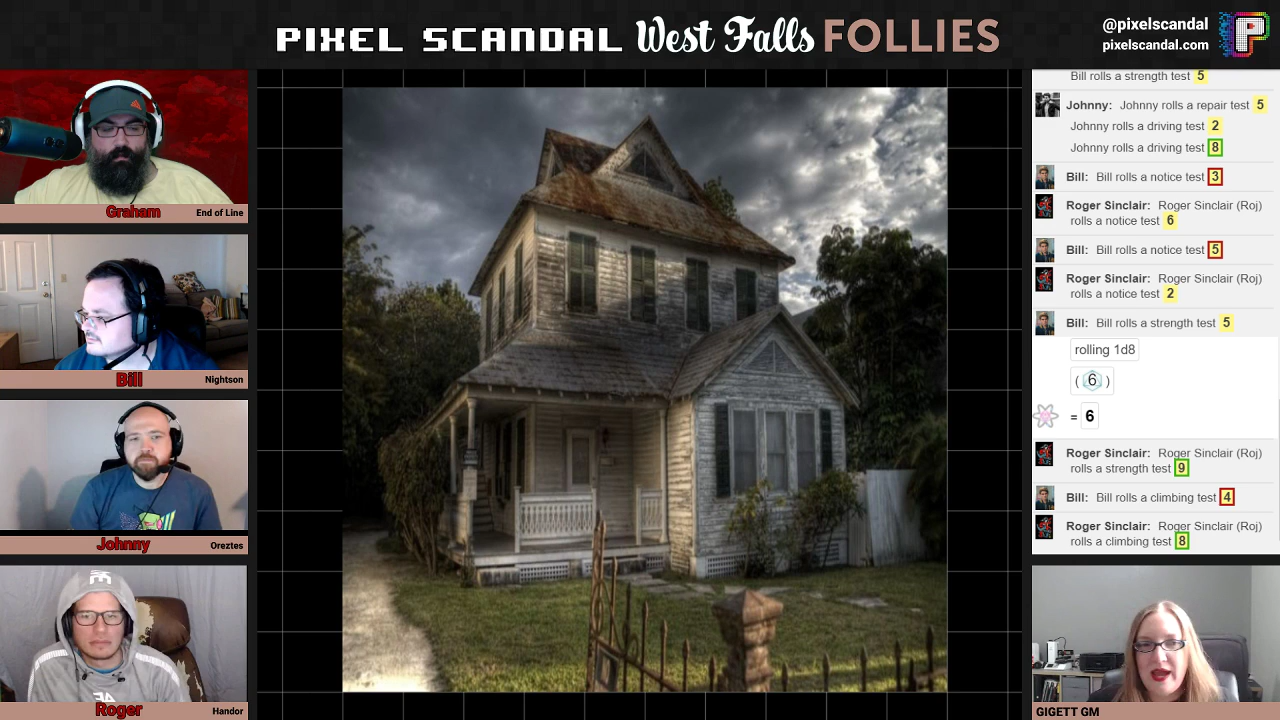 PIXEL SCANDAL West Falls FOLLIES
@pixelscandal
pixelscandal.com
Graham
End of Line
Bill
Nightson
Johnny
Oreztes
Roger
Handor
Bill rolls a strength test 5
Johnny: Johnny rolls a repair test 5
Johnny rolls a driving test 2
Johnny rolls a driving test 8
Bill: Bill rolls a notice test 3
Roger Sinclair: Roger Sinclair (Roj)
rolls a notice test 6
Bill: Bill rolls a notice test 5
Roger Sinclair: Roger Sinclair (Roj)
rolls a notice test 2
Bill: Bill rolls a strength test 5
rolling 1d8
(6)
= 6
Roger Sinclair: Roger Sinclair (Roj)
rolls a strength test 9
Bill: Bill rolls a climbing test 4
Roger Sinclair: Roger Sinclair (Roj)
rolls a climbing test 8
GIGETT GM